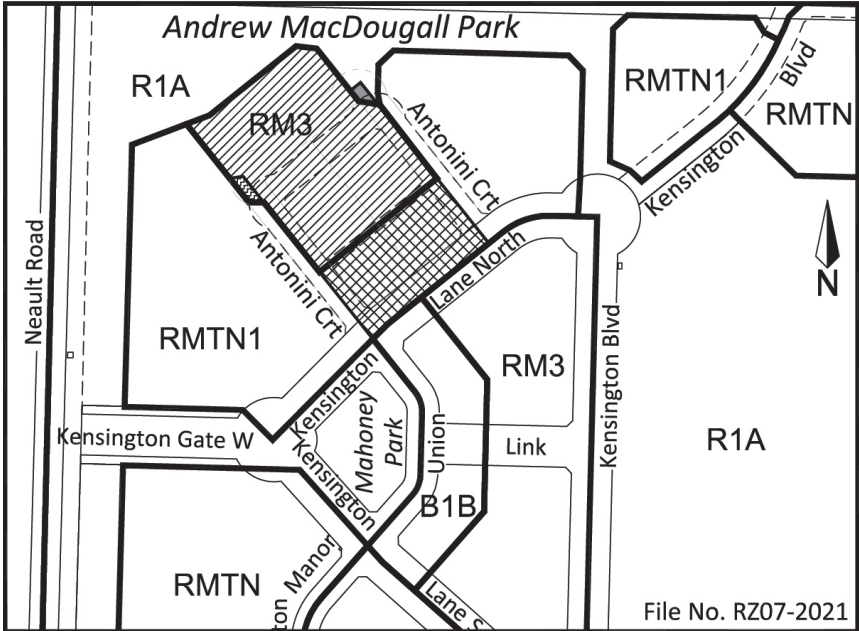 Andrew MacDougall Park
R1A
RM3
RMTN1
Blvd
RMTN
Antonini Crt
Kensington
Neault Road
Antonini Crt
Lane North
N
RMTN1
RM3
Kensington Blvd
Kensington
Mahoney
Park
Union
Kensington Gate W
Link
R1A
Kensington
B1B
RMTN
Manor
Lane S
ton
File No. RZ07-2021